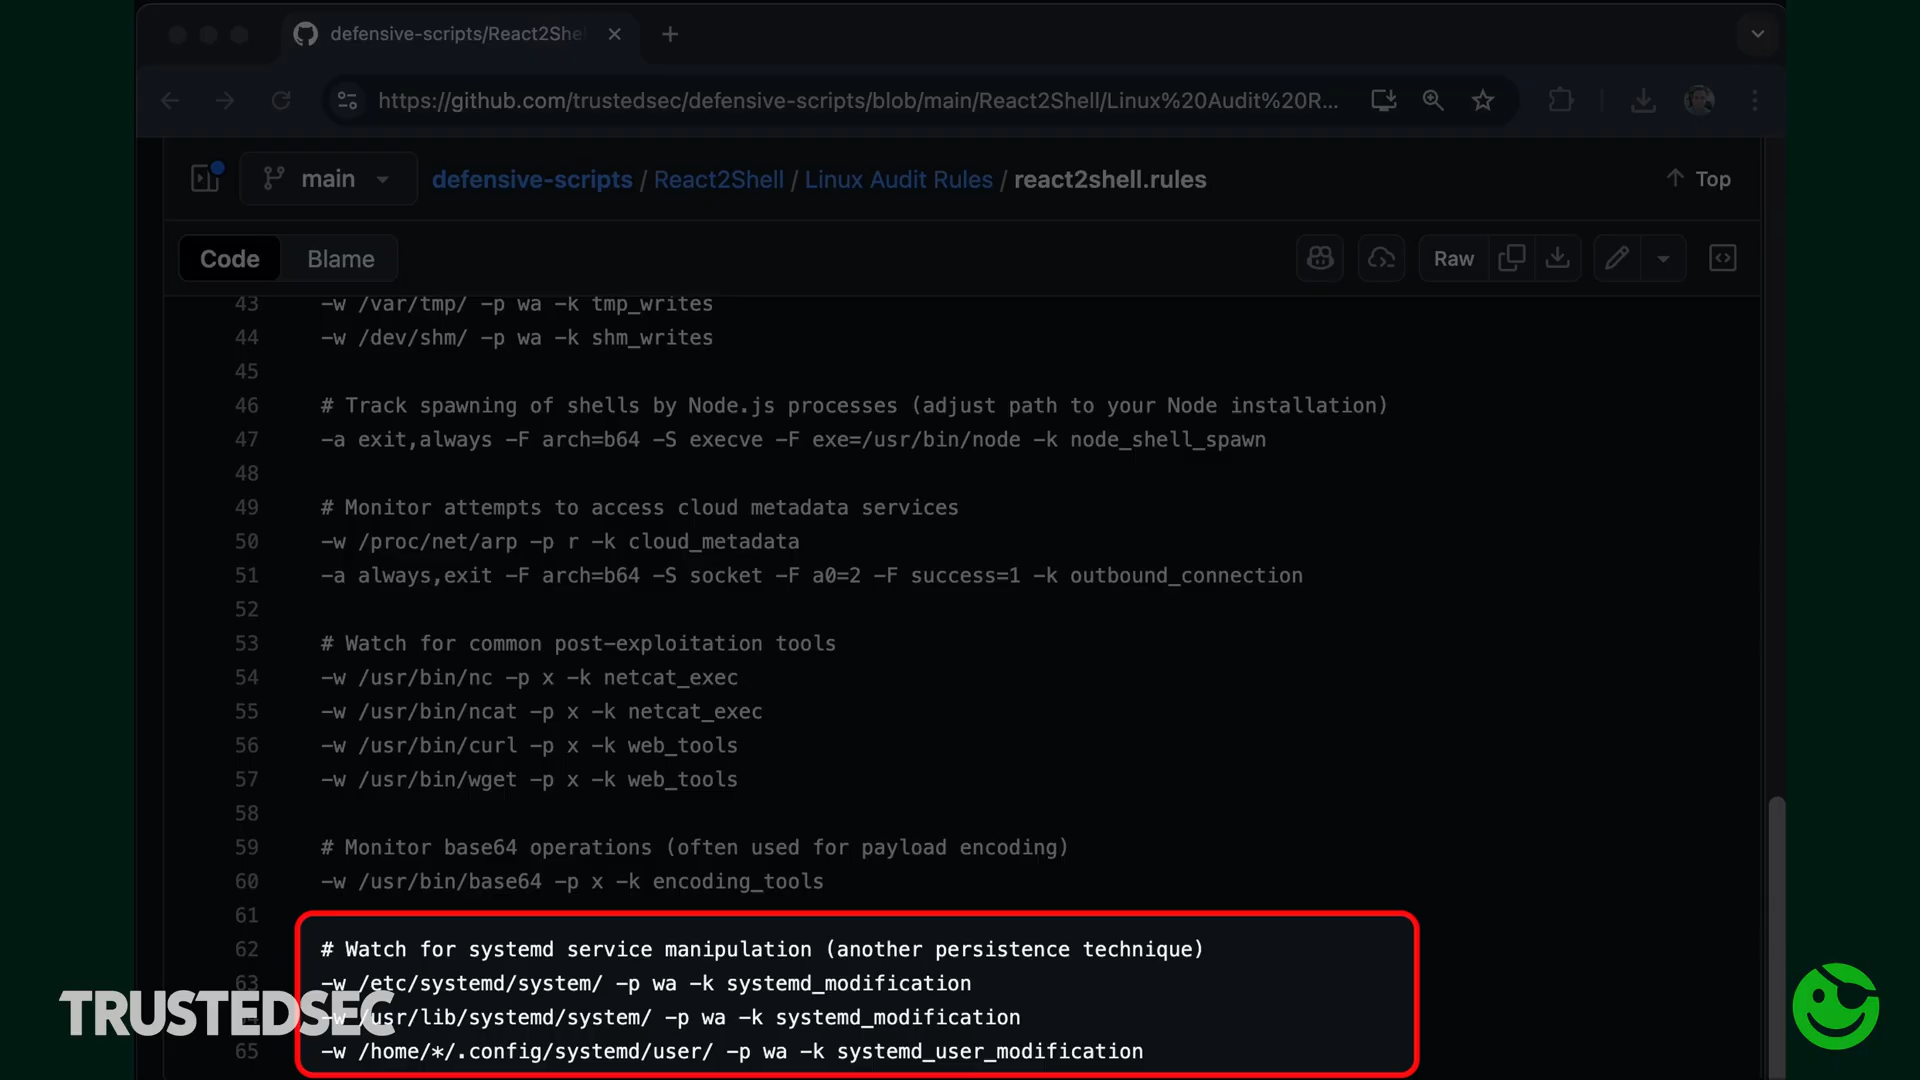 defensive-scripts/React2She
https://github.com/trustedsec/defensive-scripts/blob/main/React2Shell/Linux%20Audit%20R...
main
defensive-scripts / React2Shell / Linux Audit Rules / react2shell.rules
Top
Code
Blame
Raw
43 -w /var/tmp/ -p wa -k tmp_writes
44 -w /dev/shm/ -p wa -k shm_writes
45
46 # Track spawning of shells by Node.js processes (adjust path to your Node installation)
47 -a exit,always -F arch=b64 -S execve -F exe=/usr/bin/node -k node_shell_spawn
48
49 # Monitor attempts to access cloud metadata services
50 -w /proc/net/arp -p r -k cloud_metadata
51 -a always,exit -F arch=b64 -S socket -F a0=2 -F success=1 -k outbound_connection
52
53 # Watch for common post-exploitation tools
54 -w /usr/bin/nc -p x -k netcat_exec
55 -w /usr/bin/ncat -p x -k netcat_exec
56 -w /usr/bin/curl -p x -k web_tools
57 -w /usr/bin/wget -p x -k web_tools
58
59 # Monitor base64 operations (often used for payload encoding)
60 -w /usr/bin/base64 -p x -k encoding_tools
61
62 # Watch for systemd service manipulation (another persistence technique)
63 -w /etc/systemd/system/ -p wa -k systemd_modification
-w /usr/lib/systemd/system/ -p wa -k systemd_modification
65 -w /home/*/.config/systemd/user/ -p wa -k systemd_user_modification
TRUSTEDSEC